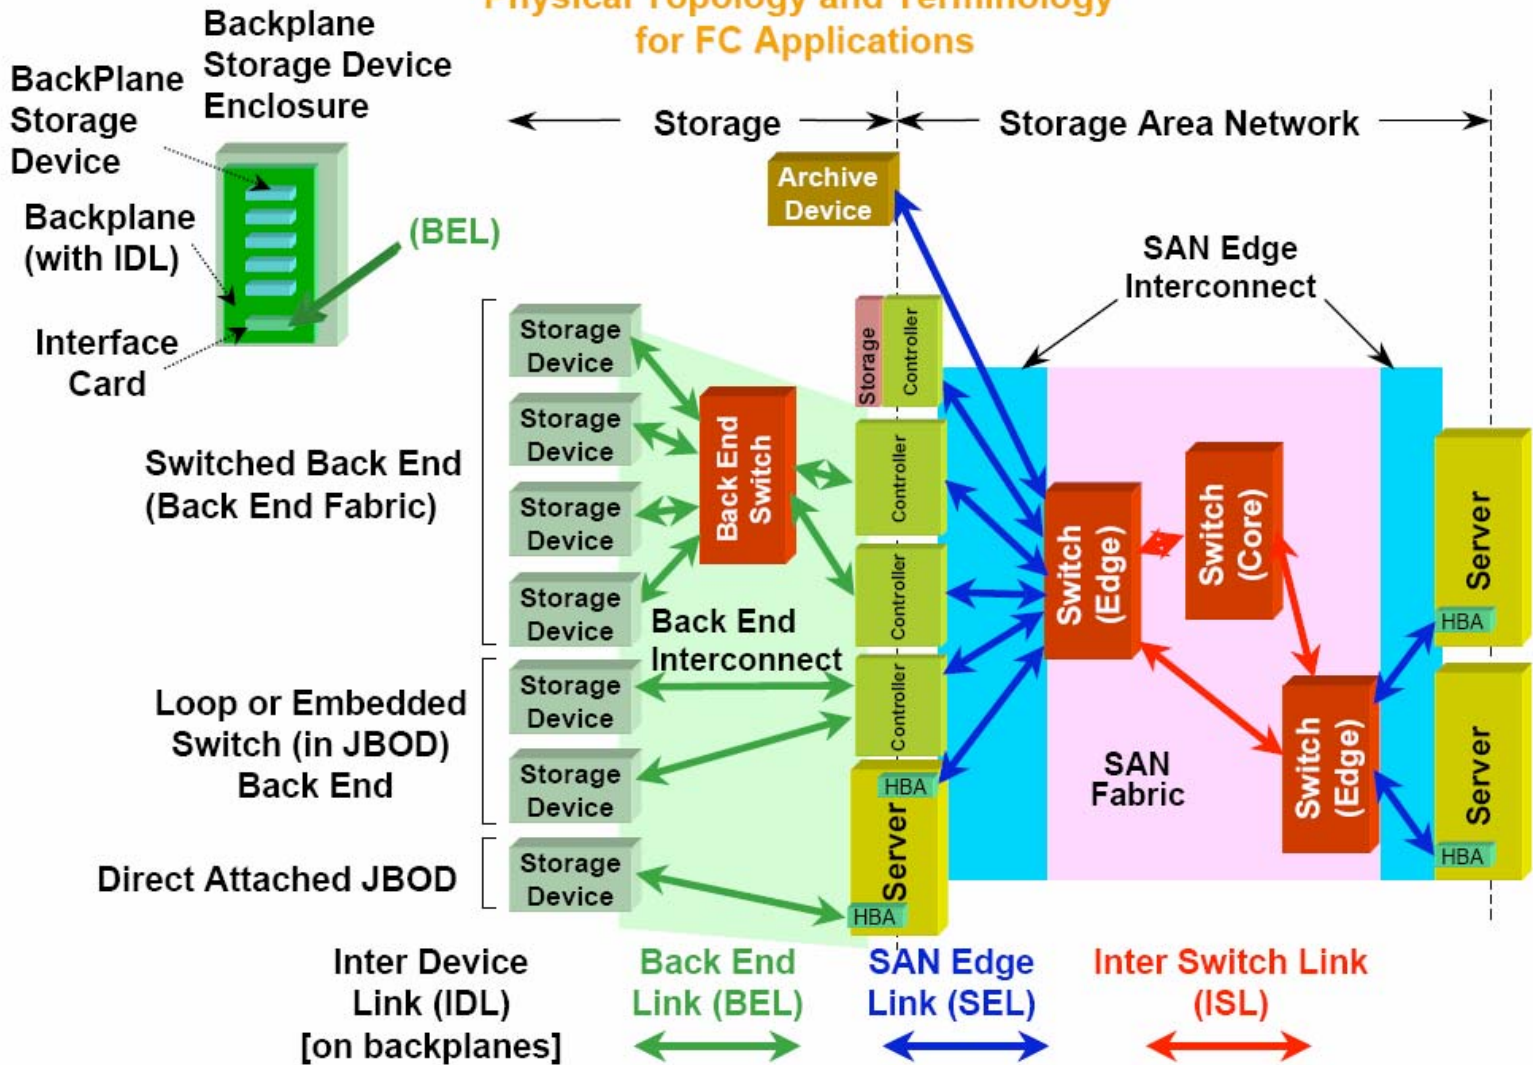 Physical Topology and Terminology
for FC Applications
Backplane
Storage Device
Enclosure
BackPlane
Storage
Device
Backplane
(with IDL)
(BEL)
Interface
Card
Storage
Storage Area Network
Archive
Device
SAN Edge
Interconnect
Switched Back End
(Back End Fabric)
Loop or Embedded
Switch (in JBOD)
Back End
Direct Attached JBOD
Storage
Device
Storage
Device
Storage
Device
Storage
Device
Storage
Device
Storage
Device
Storage
Device
Back End
Switch
Back End
Interconnect
Storage
Controller
Controller
Controller
Controller
HBA
Server
HBA
Switch
(Edge)
Switch
(Core)
Switch
(Edge)
SAN
Fabric
Server
HBA
Server
HBA
Inter Device
Link (IDL)
[on backplanes]
Back End
Link (BEL)
SAN Edge
Link (SEL)
Inter Switch Link
(ISL)